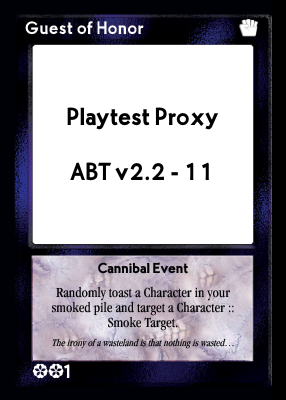 Guest of Honor
Playtest Proxy
ABT v2.2 - 11
Cannibal Event
Randomly toast a Character in your
smoked pile and target a Character ::
Smoke Target.
The irony of a wasteland is that nothing is wasted…
1